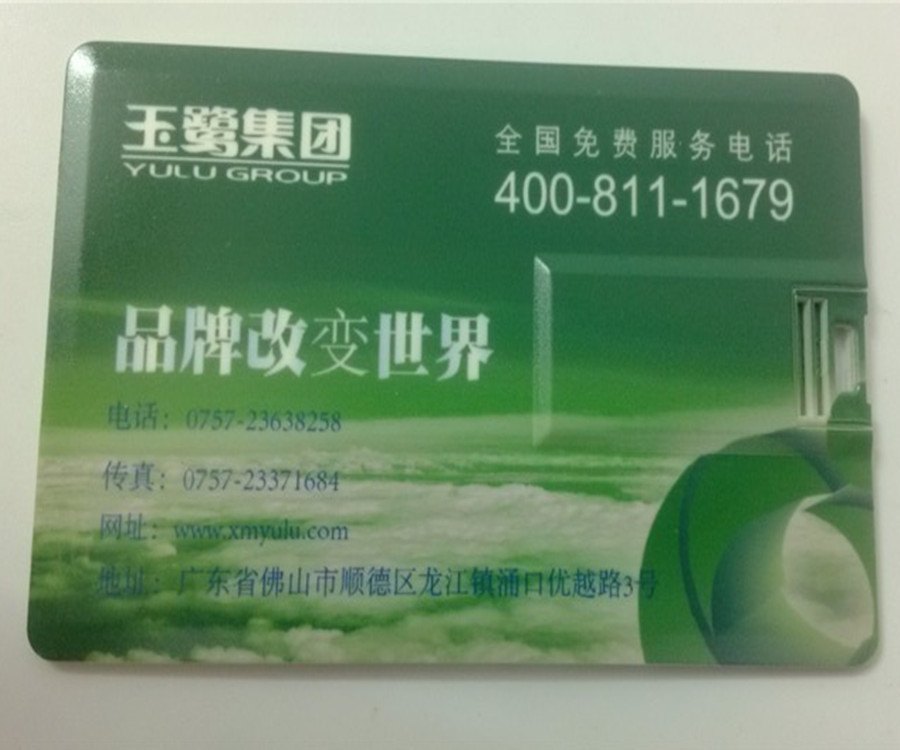 玉鹭集团
YULU GROUP
全国免费服务电话
400-811-1679
品牌改变世界
电话：0757-23638258
传真：0757-23371684
网址：www.xmyulu.com
地址：广东省佛山市顺德区龙江镇涌口优越路3号